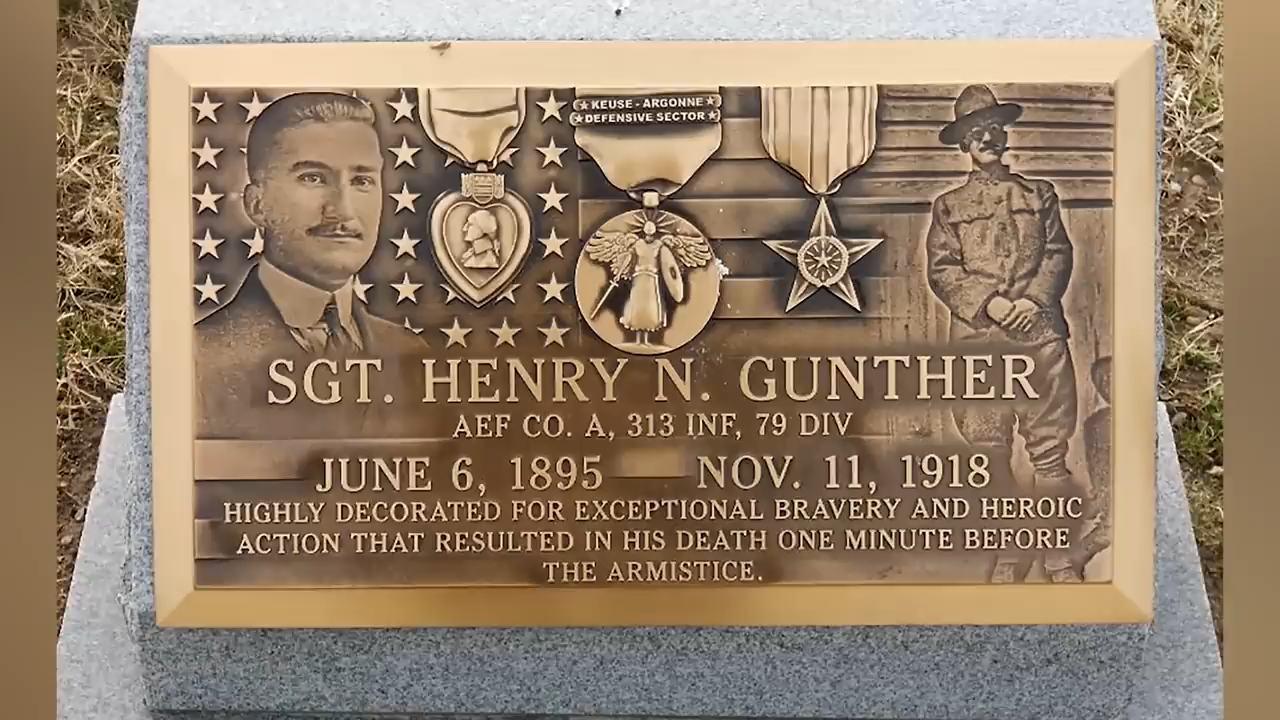 KEUSE - ARGONNE
DEFENSIVE SECTOR
SGT. HENRY N. GUNTHER
AEF CO. A, 313 INF, 79 DIV
JUNE 6, 1895 NOV. 11, 1918
HIGHLY DECORATED FOR EXCEPTIONAL BRAVERY AND HEROIC
ACTION THAT RESULTED IN HIS DEATH ONE MINUTE BEFORE
THE ARMISTICE.